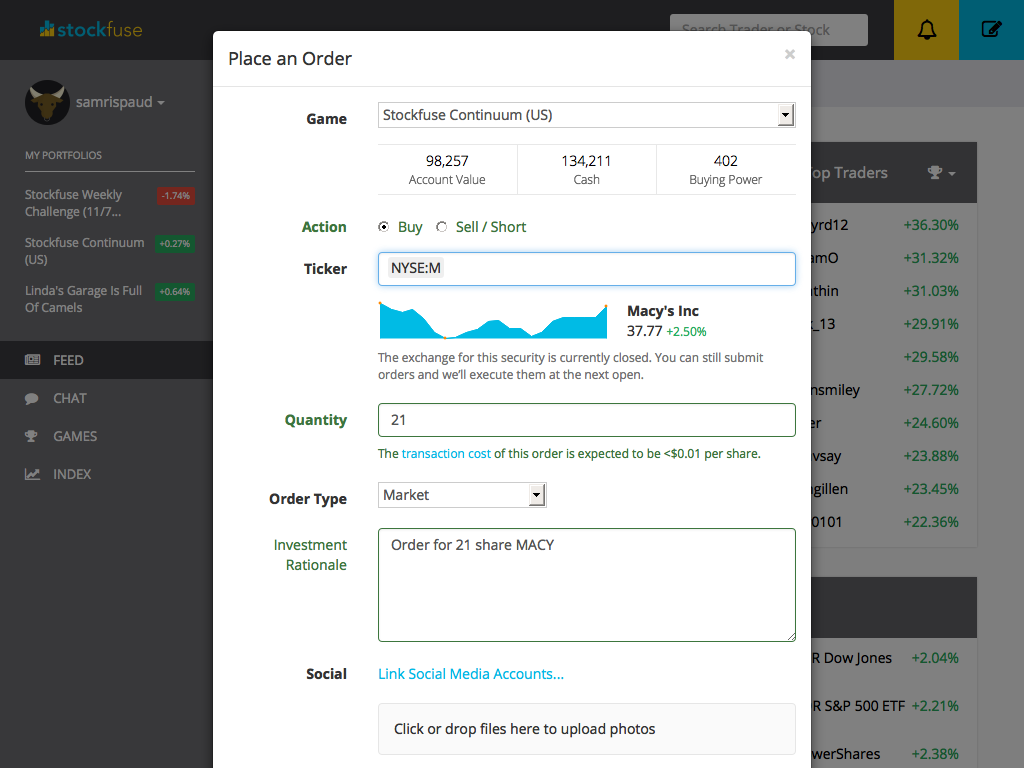 stockfuse
Search Trader or Stock
samrispaud
MY PORTFOLIOS
Stockfuse Weekly
Challenge (11/7...
-1.74%
Stockfuse Continuum
(US)
+0.27%
Linda's Garage Is Full
Of Camels
+0.64%
FEED
CHAT
GAMES
INDEX
Place an Order
×
Game
Stockfuse Continuum (US)
98,257
Account Value
134,211
Cash
402
Buying Power
Action
Buy
Sell / Short
Ticker
NYSE:M
Macy's Inc
37.77 +2.50%
The exchange for this security is currently closed. You can still submit
orders and we'll execute them at the next open.
Quantity
21
The transaction cost of this order is expected to be <$0.01 per share.
Order Type
Market
Investment
Rationale
Order for 21 share MACY
Social
Link Social Media Accounts...
Click or drop files here to upload photos
op Traders
yrd12 +36.30%
amO +31.32%
thin +31.03%
_13 +29.91%
+29.58%
nsmiley +27.72%
er +24.60%
vsay +23.88%
gillen +23.45%
0101 +22.36%
R Dow Jones +2.04%
R S&P 500 ETF +2.21%
werShares +2.38%